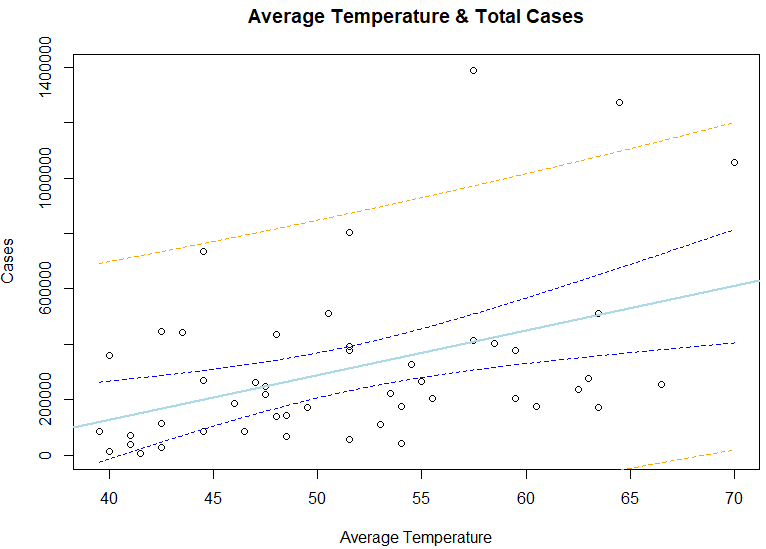 Average Temperature & Total Cases
1400000
1000000
600000
200000
0
Cases
40 45 50 55 60 65 70
Average Temperature